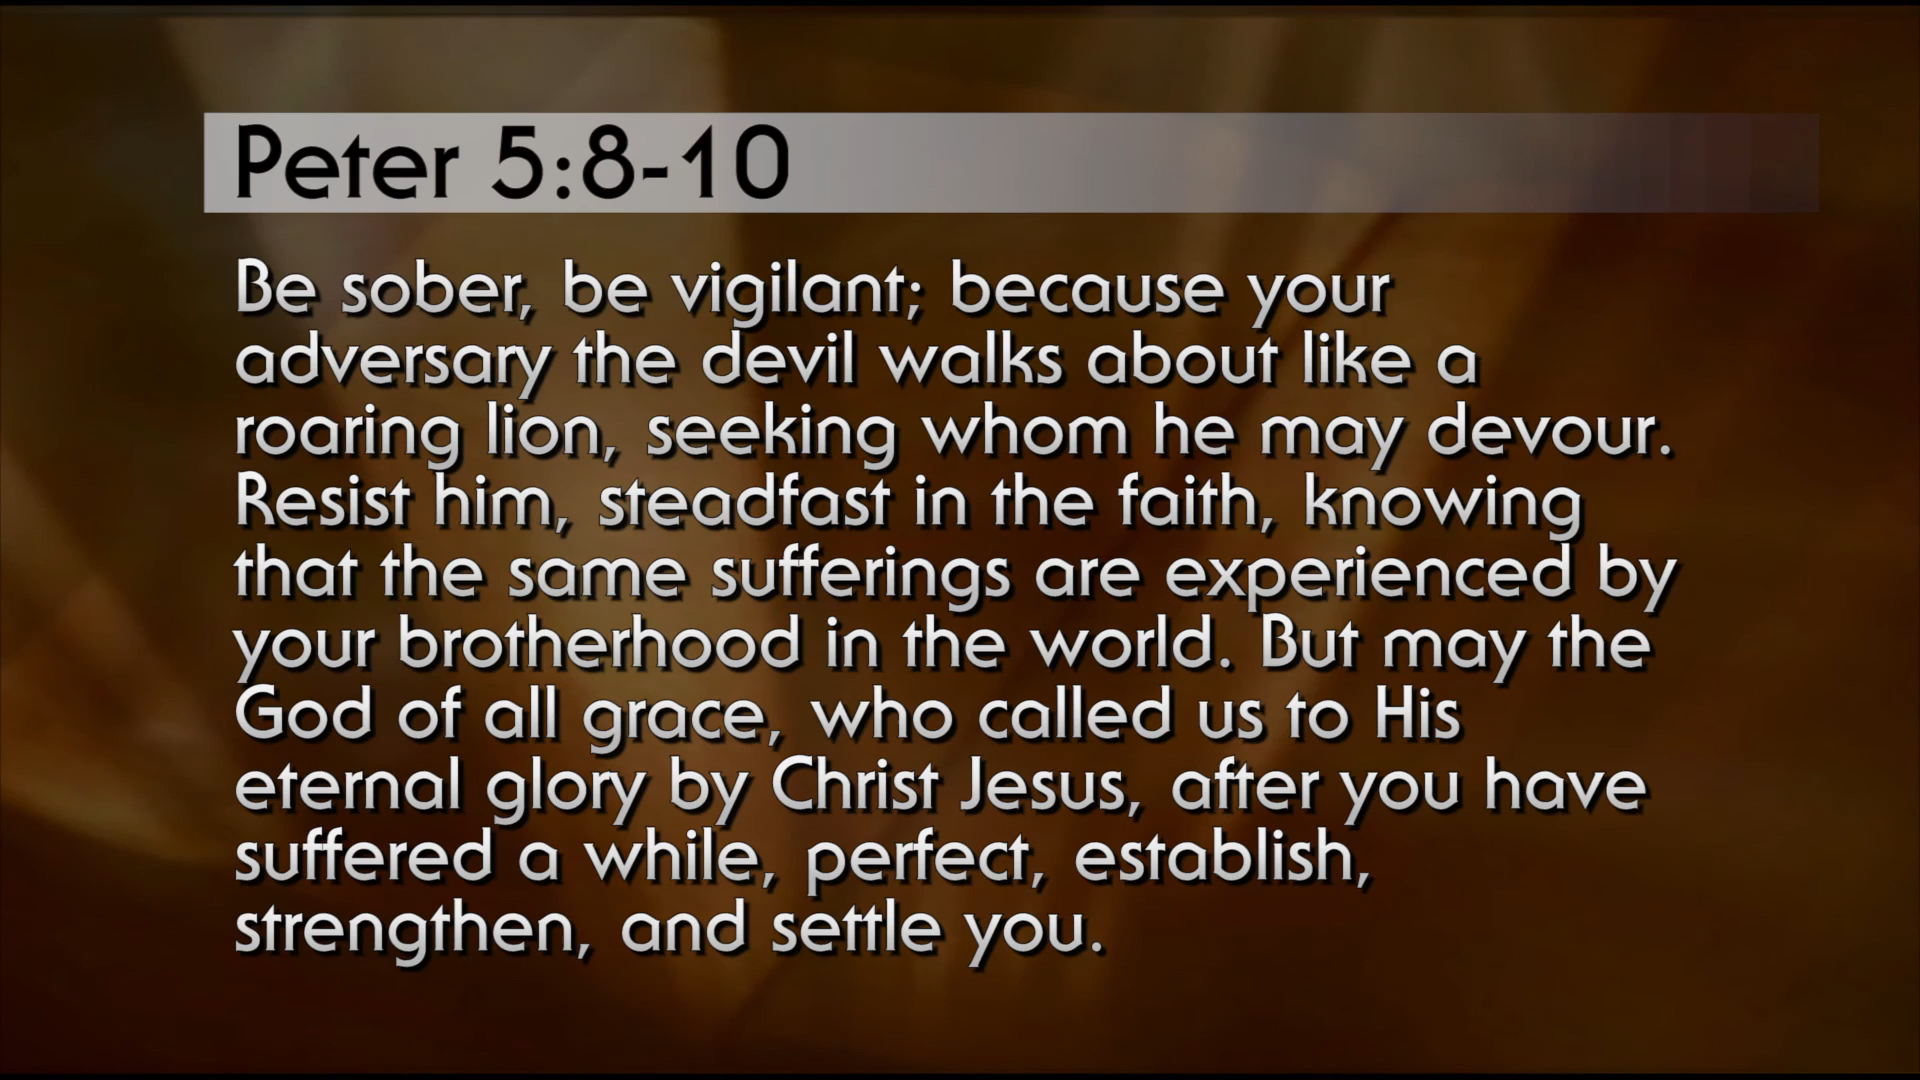 Peter 5:8-10
Be sober, be vigilant; because your
adversary the devil walks about like a
roaring lion, seeking whom he may devour.
Resist him, steadfast in the faith, knowing
that the same sufferings are experienced by
your brotherhood in the world. But may the
God of all grace, who called us to His
eternal glory by Christ Jesus, after you have
suffered a while, perfect, establish,
strengthen, and settle you.